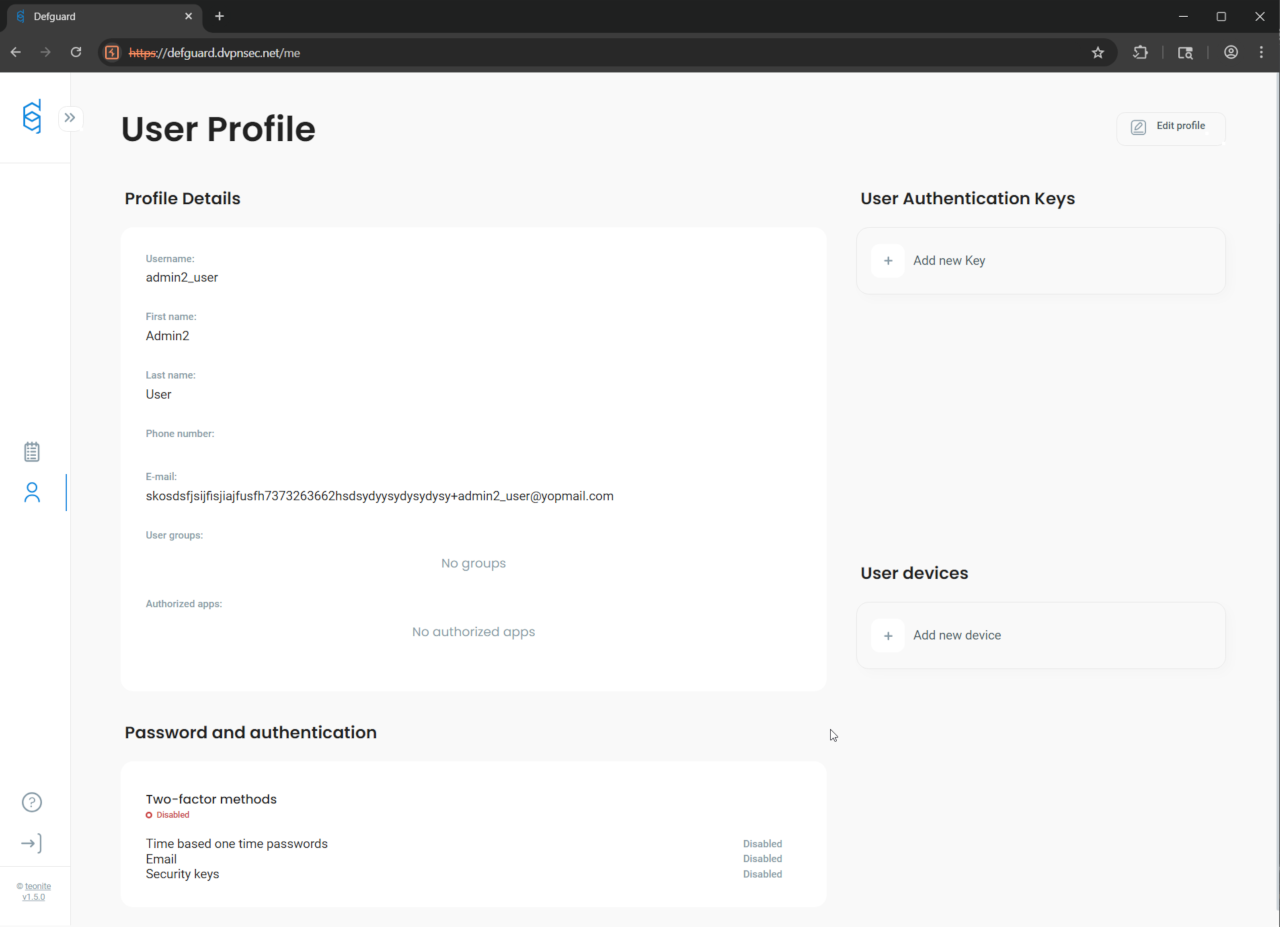 Defguard
https://defguard.dvpnsec.net/me
User Profile
Edit profile
Profile Details
Username:
admin2_user
First name:
Admin2
Last name:
User
Phone number:
E-mail:
skosdsfjsijfisjiajfusfh7373263662hsdsydyysydysydysy+admin2_user@yopmail.com
User groups:
No groups
Authorized apps:
No authorized apps
User Authentication Keys
+ Add new Key
User devices
+ Add new device
Password and authentication
Two-factor methods
Disabled
Time based one time passwords Disabled
Email Disabled
Security keys Disabled
© teonite
v1.5.0